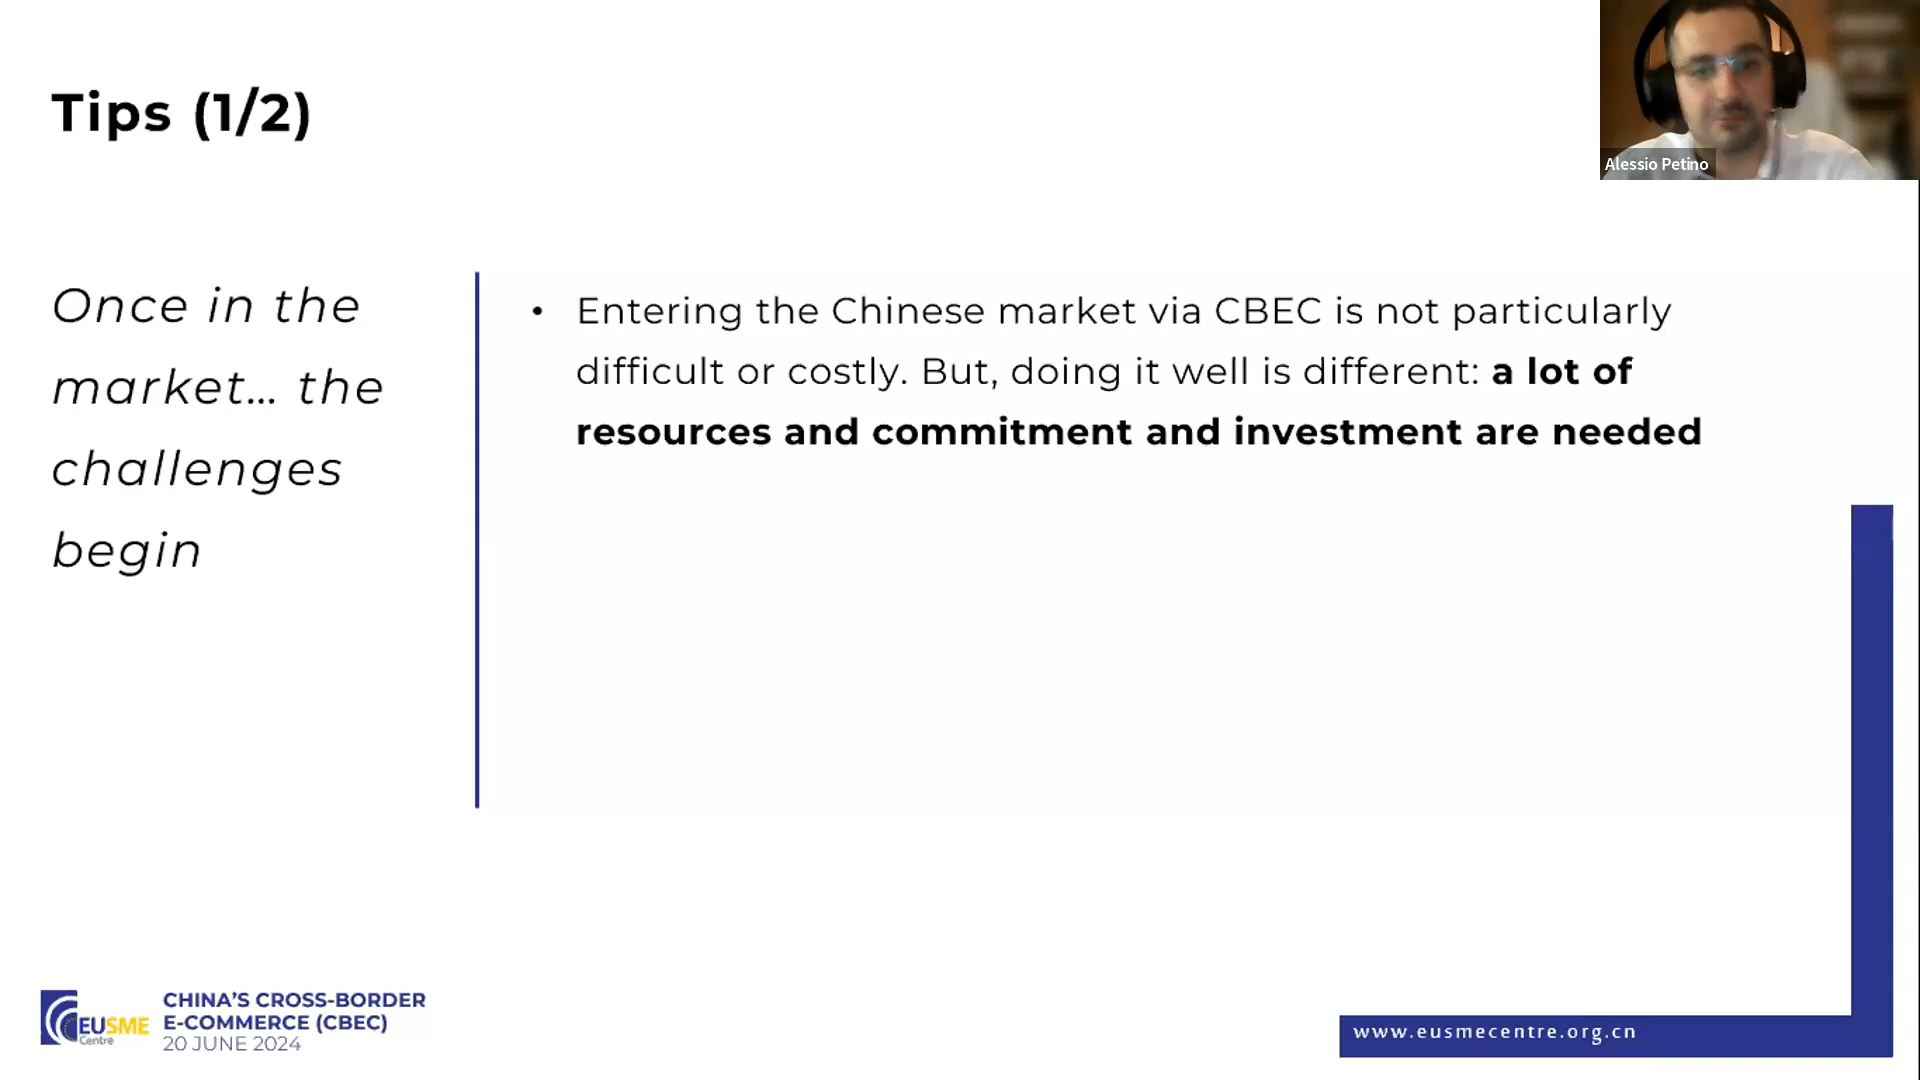 Tips (1/2)
Alessio Petino
Once in the
market… the
challenges
begin
• Entering the Chinese market via CBEC is not particularly
difficult or costly. But, doing it well is different: a lot of
resources and commitment and investment are needed
EUSME
Centre
CHINA’S CROSS-BORDER
E-COMMERCE (CBEC)
20 JUNE 2024
www.eusmecentre.org.cn